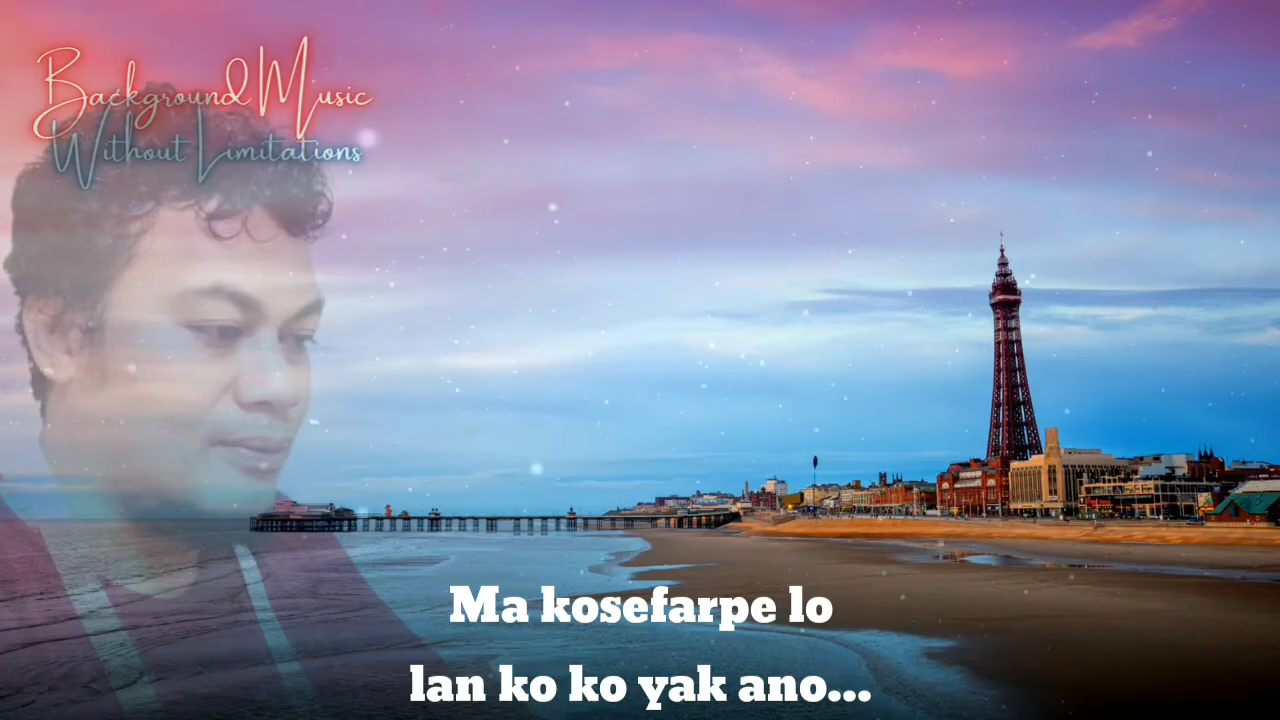 Background Music
Without Limitations
Ma kosefarpe lo
lan ko ko yak ano...